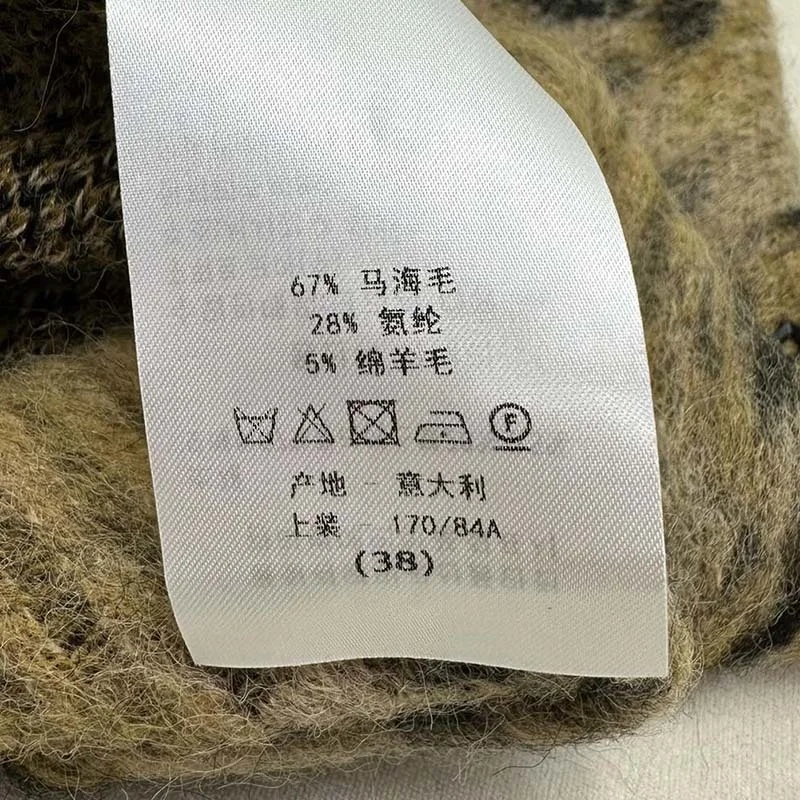 67% 马海毛
28% 氨纶
5% 绵羊毛
F
产地 - 意大利
上装 - 170/84A
(38)